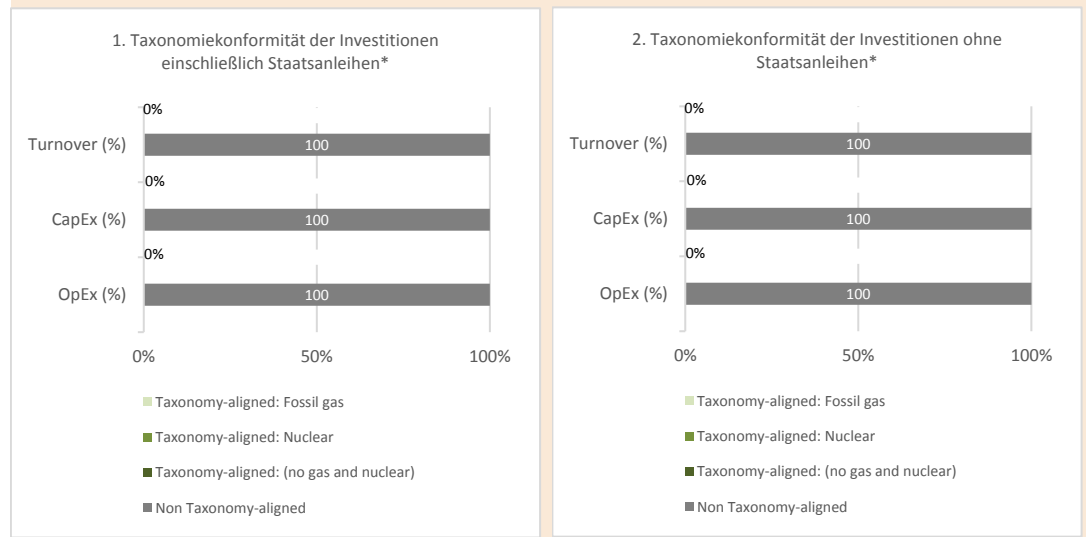 1. Taxonomiekonformität der Investitionen
einschließlich Staatsanleihen*
0%
Turnover (%)
100
0%
CapEx (%)
100
0%
OpEx (%)
100
0%
50%
100%
Taxonomy-aligned: Fossil gas
Taxonomy-aligned: Nuclear
Taxonomy-aligned: (no gas and nuclear)
Non Taxonomy-aligned
2. Taxonomiekonformität der Investitionen ohne
Staatsanleihen*
0%
Turnover (%)
100
0%
CapEx (%)
100
0%
OpEx (%)
100
0%
50%
100%
Taxonomy-aligned: Fossil gas
Taxonomy-aligned: Nuclear
Taxonomy-aligned: (no gas and nuclear)
Non Taxonomy-aligned